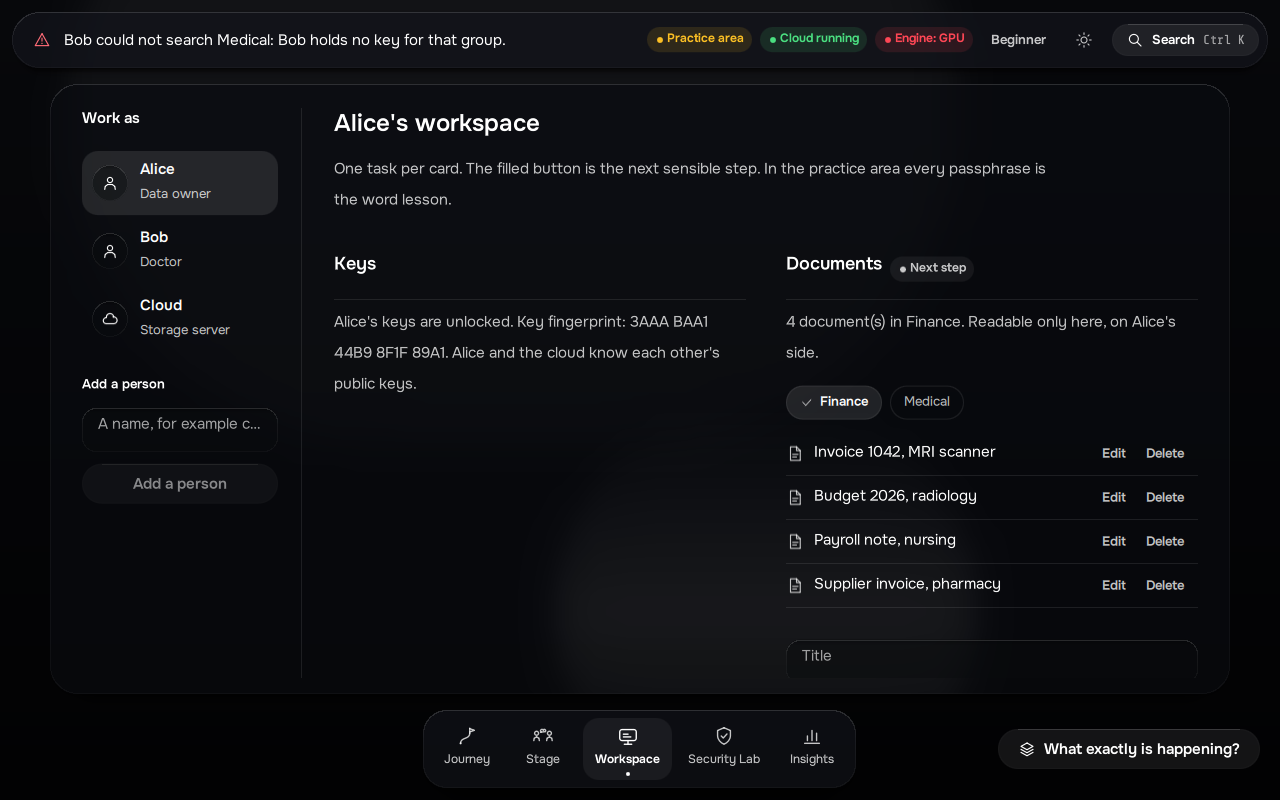 Bob could not search Medical: Bob holds no key for that group.
Practice area
Cloud running
Engine: GPU
Beginner
Search Ctrl K
Work as
Alice
Data owner
Bob
Doctor
Cloud
Storage server
Add a person
A name, for example c...
Add a person
Alice's workspace
One task per card. The filled button is the next sensible step. In the practice area every passphrase is
the word lesson.
Keys
Alice's keys are unlocked. Key fingerprint: 3AAA BAA1
44B9 8F1F 89A1. Alice and the cloud know each other's
public keys.
Documents
Next step
4 document(s) in Finance. Readable only here, on Alice's
side.
Finance
Medical
Invoice 1042, MRI scanner Edit Delete
Budget 2026, radiology Edit Delete
Payroll note, nursing Edit Delete
Supplier invoice, pharmacy Edit Delete
Title
Journey
Stage
Workspace
Security Lab
Insights
What exactly is happening?